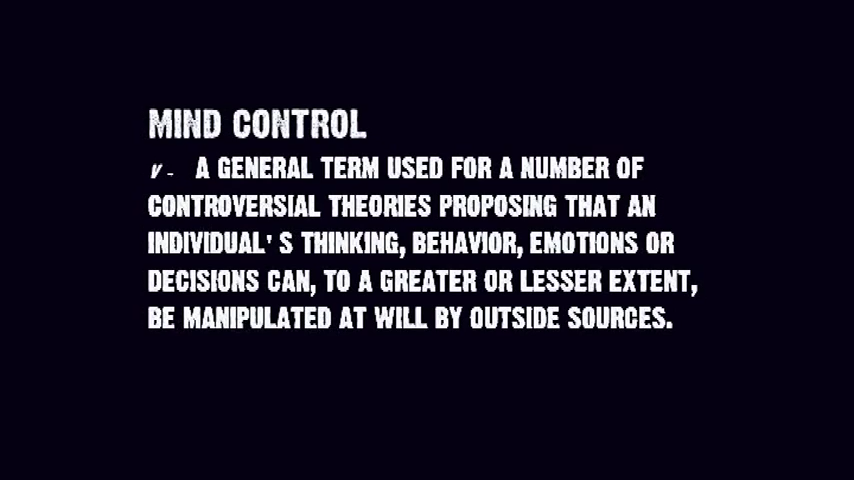 MIND CONTROL
v - A GENERAL TERM USED FOR A NUMBER OF
CONTROVERSIAL THEORIES PROPOSING THAT AN
INDIVIDUAL'S THINKING, BEHAVIOR, EMOTIONS OR
DECISIONS CAN, TO A GREATER OR LESSER EXTENT,
BE MANIPULATED AT WILL BY OUTSIDE SOURCES.